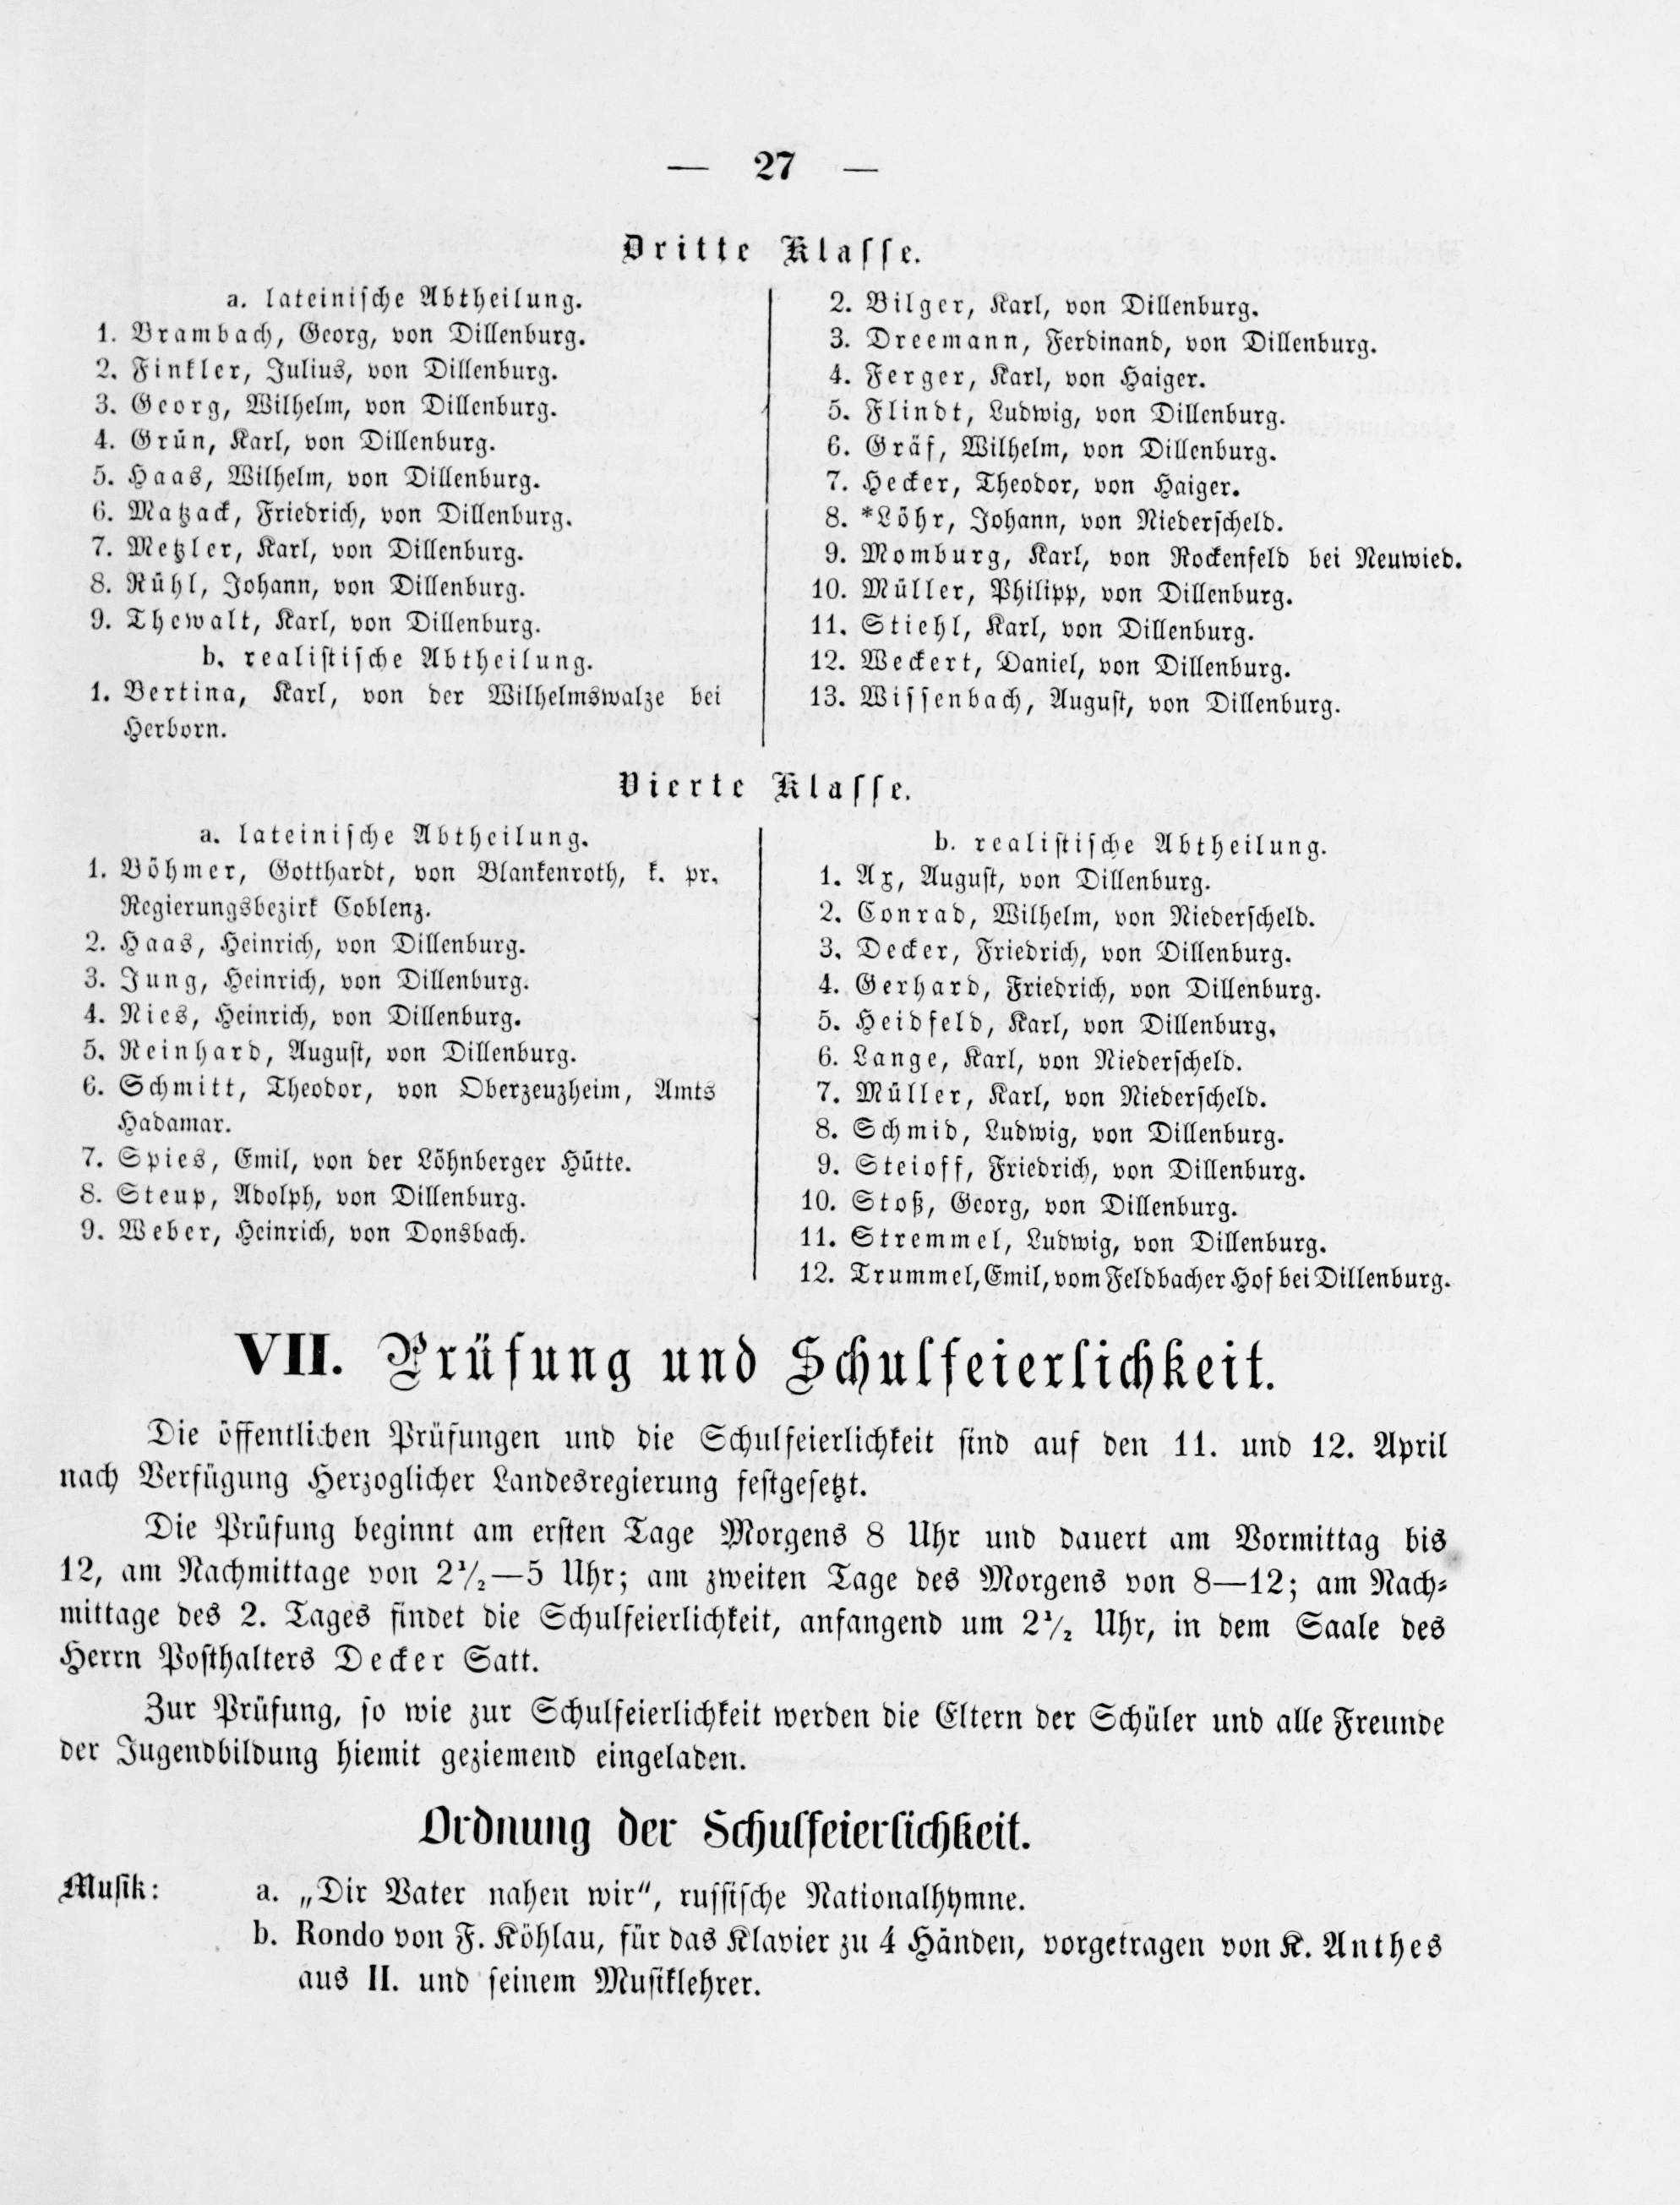 — 27 —
Dritte Klasse.
a. lateinische Abtheilung.
1. Brambach, Georg, von Dillenburg.
2. Finkler, Julius, von Dillenburg.
3. Georg, Wilhelm, von Dillenburg.
4. Grün, Karl, von Dillenburg.
5. Haas, Wilhelm, von Dillenburg.
6. Matzack, Friedrich, von Dillenburg.
7. Metzler, Karl, von Dillenburg.
8. Rühl, Johann, von Dillenburg.
9. Thewalt, Karl, von Dillenburg.
b. realistische Abtheilung.
1. Bertina, Karl, von der Wilhelmswalze bei
Herborn.
2. Bilger, Karl, von Dillenburg.
3. Dreemann, Ferdinand, von Dillenburg.
4. Ferger, Karl, von Haiger.
5. Flindt, Ludwig, von Dillenburg.
6. Gräf, Wilhelm, von Dillenburg.
7. Hecker, Theodor, von Haiger.
8. *Löhr, Johann, von Niederscheld.
9. Momburg, Karl, von Rockenfeld bei Neuwied.
10. Müller, Philipp, von Dillenburg.
11. Stiehl, Karl, von Dillenburg.
12. Weckert, Daniel, von Dillenburg.
13. Wissenbach, August, von Dillenburg.
Vierte Klasse.
a. lateinische Abtheilung.
1. Böhmer, Gotthardt, von Blankenroth, k. pr.
Regierungsbezirk Coblenz.
2. Haas, Heinrich, von Dillenburg.
3. Jung, Heinrich, von Dillenburg.
4. Nies, Heinrich, von Dillenburg.
5. Reinhard, August, von Dillenburg.
6. Schmitt, Theodor, von Oberzeuzheim, Amts
Hadamar.
7. Spies, Emil, von der Löhnberger Hütte.
8. Steup, Adolph, von Dillenburg.
9. Weber, Heinrich, von Donsbach.
b. realistische Abtheilung.
1. Ax, August, von Dillenburg.
2. Conrad, Wilhelm, von Niederscheld.
3. Decker, Friedrich, von Dillenburg.
4. Gerhard, Friedrich, von Dillenburg.
5. Heidfeld, Karl, von Dillenburg.
6. Lange, Karl, von Niederscheld.
7. Müller, Karl, von Niederscheld.
8. Schmid, Ludwig, von Dillenburg.
9. Steioff, Friedrich, von Dillenburg.
10. Stoß, Georg, von Dillenburg.
11. Stremmel, Ludwig, von Dillenburg.
12. Trummel, Emil, vom Feldbacher Hof bei Dillenburg.
VII. Prüfung und Schulfeierlichkeit.
Die öffentlichen Prüfungen und die Schulfeierlichkeit sind auf den 11. und 12. April
nach Verfügung Herzoglicher Landesregierung festgesetzt.
Die Prüfung beginnt am ersten Tage Morgens 8 Uhr und dauert am Vormittag bis
12, am Nachmittage von 2½—5 Uhr; am zweiten Tage des Morgens von 8—12; am Nach-
mittage des 2. Tages findet die Schulfeierlichkeit, anfangend um 2½ Uhr, in dem Saale des
Herrn Posthalters Decker Satt.
Zur Prüfung, so wie zur Schulfeierlichkeit werden die Eltern der Schüler und alle Freunde
der Jugendbildung hiemit geziemend eingeladen.
Ordnung der Schulfeierlichkeit.
Musik: a. „Dir Vater nahen wir“, russische Nationalhymne.
b. Rondo von F. Köhlau, für das Klavier zu 4 Händen, vorgetragen von K. Anthes
aus II. und seinem Musiklehrer.